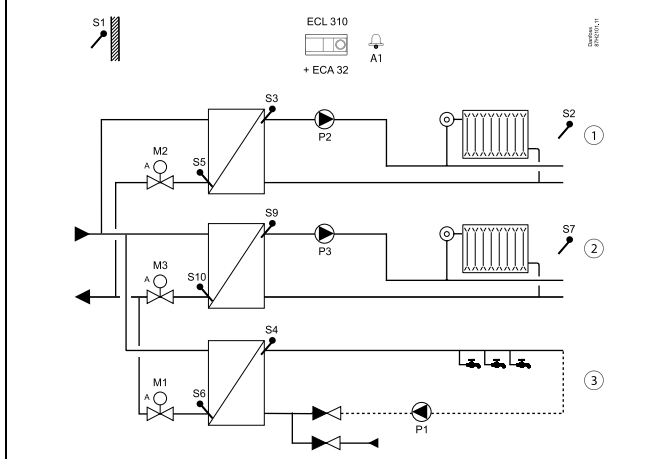 S1
ECL 310
A1
+ ECA 32
Danfoss
87H2101.11
S3
P2
S2
1
M2
A
S5
S9
P3
S7
2
M3
A
S10
S4
3
M1
A
S6
P1